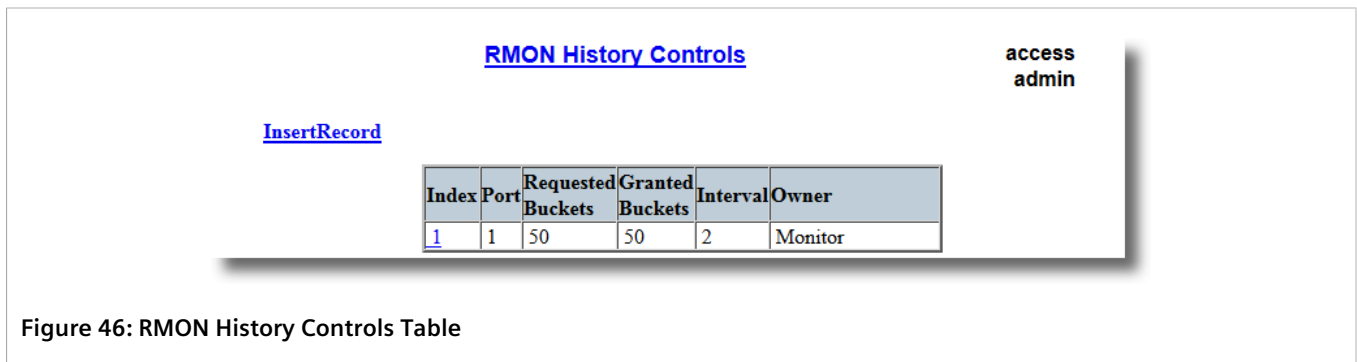 RMON History Controls
access
admin
InsertRecord
Index Port Requested Buckets Granted Buckets Interval Owner
1 1 50 50 2 Monitor
Figure 46: RMON History Controls Table